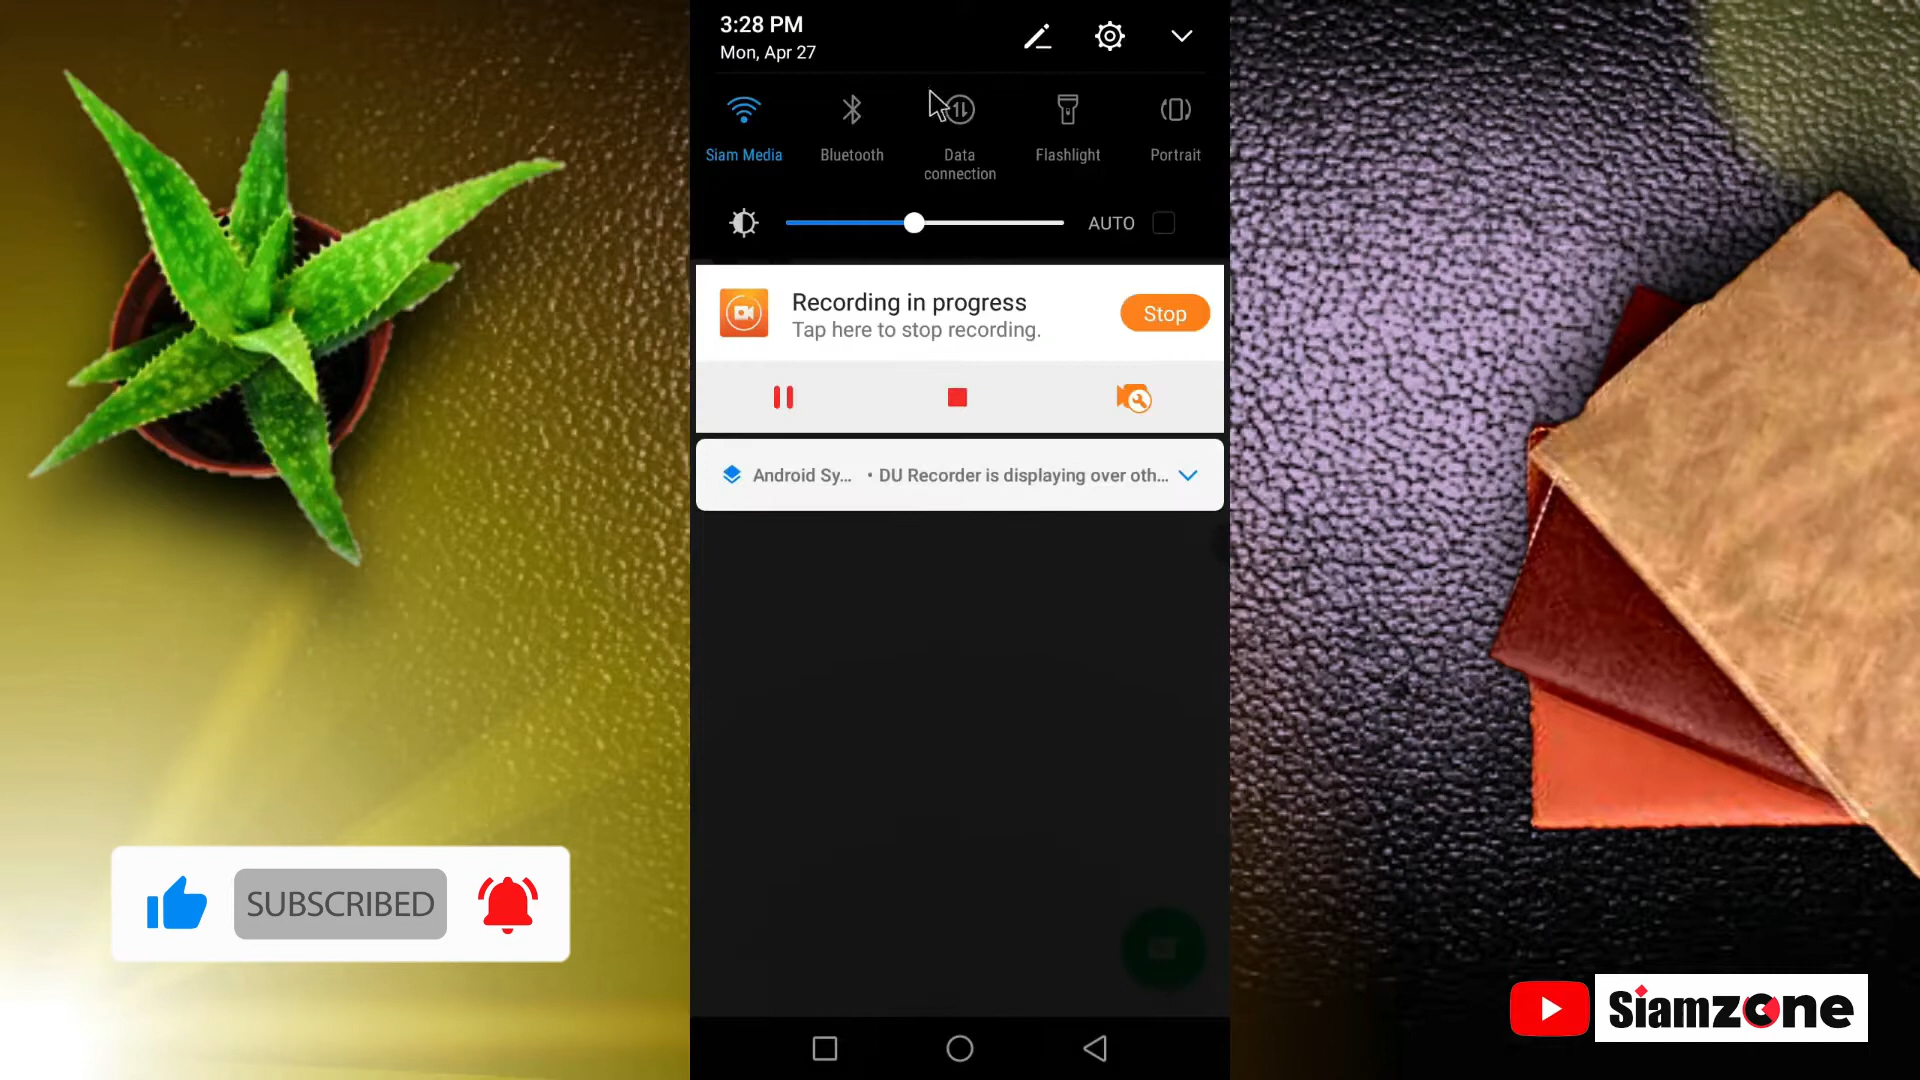 3:28 PM
Mon, Apr 27
Siam Media
Bluetooth
Data
connection
Flashlight
Portrait
AUTO
Recording in progress
Tap here to stop recording.
Stop
Android Sy... • DU Recorder is displaying over oth...
SUBSCRIBED
Siamzone